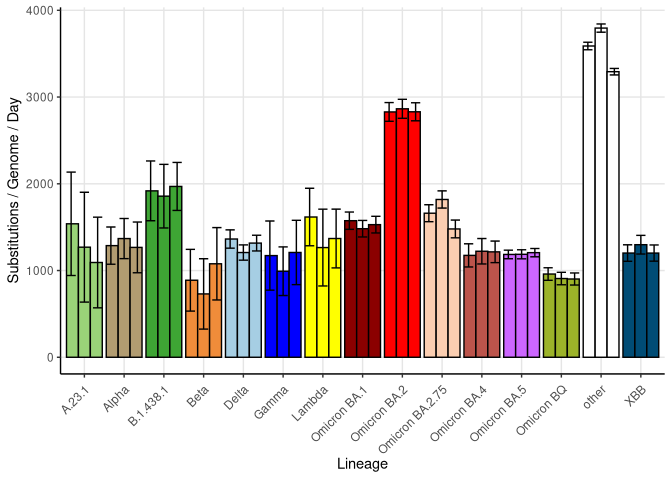 Substitutions / Genome / Day
4000
3000
2000
1000
0
A.23.1
Alpha
B.1.438.1
Beta
Delta
Gamma
Lambda
Omicron BA.1
Omicron BA.2
Omicron BA.2.75
Omicron BA.4
Omicron BA.5
Omicron BQ
other
XBB
Lineage